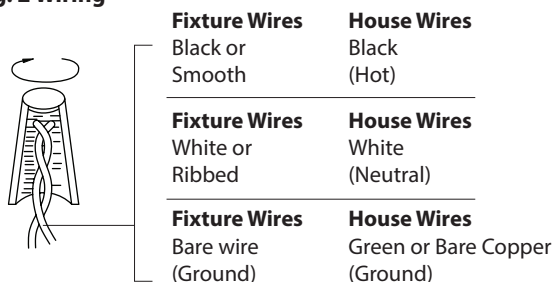 g. 2 Wiring
Fixture Wires House Wires
Black or Black
Smooth (Hot)
Fixture Wires House Wires
White or White
Ribbed (Neutral)
Fixture Wires House Wires
Bare wire Green or Bare Copper
(Ground) (Ground)